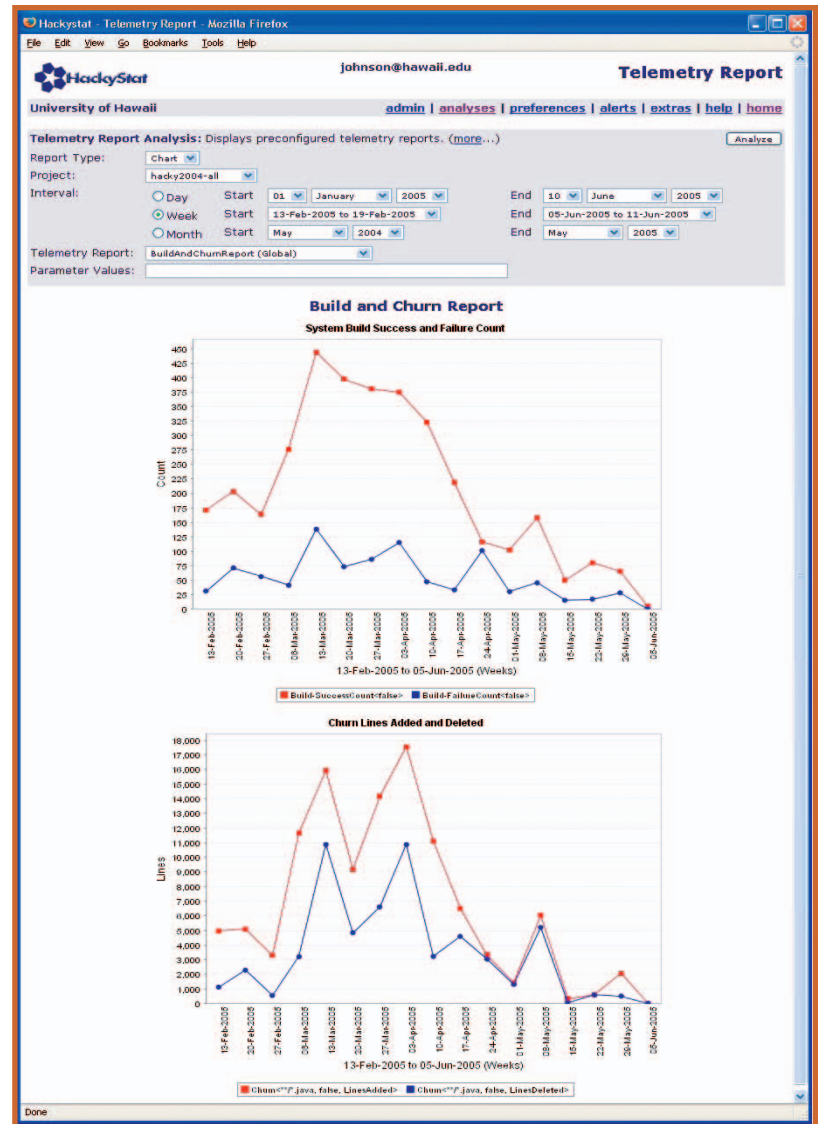 Hackystat - Telemetry Report - Mozilla Firefox
File Edit View Go Bookmarks Tools Help
HackyStat
johnson@hawaii.edu
Telemetry Report
University of Hawaii
admin | analyses | preferences | alerts | extras | help | home
Telemetry Report Analysis: Displays preconfigured telemetry reports. (more...)
Analyze
Report Type: Chart
Project: hacky2004-all
Interval: Day Start 01 January 2005 End 10 June 2005
Week Start 13-Feb-2005 to 19-Feb-2005 End 05-Jun-2005 to 11-Jun-2005
Month Start May 2004 End May 2005
Telemetry Report: BuildAndChurnReport (Global)
Parameter Values:
Build and Churn Report
System Build Success and Failure Count
450
425
400
375
350
325
300
275
250
225
200
175
150
125
100
75
50
25
0
Count
13-Feb-2005
20-Feb-2005
27-Feb-2005
06-Mar-2005
13-Mar-2005
20-Mar-2005
27-Mar-2005
03-Apr-2005
10-Apr-2005
17-Apr-2005
24-Apr-2005
01-May-2005
08-May-2005
15-May-2005
22-May-2005
29-May-2005
05-Jun-2005
13-Feb-2005 to 05-Jun-2005 (Weeks)
Build-SuccessCount<false> Build-FailureCount<false>
Churn Lines Added and Deleted
18,000
17,000
16,000
15,000
14,000
13,000
12,000
11,000
10,000
9,000
8,000
7,000
6,000
5,000
4,000
3,000
2,000
1,000
0
Lines
13-Feb-2005
20-Feb-2005
27-Feb-2005
06-Mar-2005
13-Mar-2005
20-Mar-2005
27-Mar-2005
03-Apr-2005
10-Apr-2005
17-Apr-2005
24-Apr-2005
01-May-2005
08-May-2005
15-May-2005
22-May-2005
29-May-2005
05-Jun-2005
13-Feb-2005 to 05-Jun-2005 (Weeks)
Churn<**/*.java, false, LinesAdded> Churn<**/*.java, false, LinesDeleted>
Done